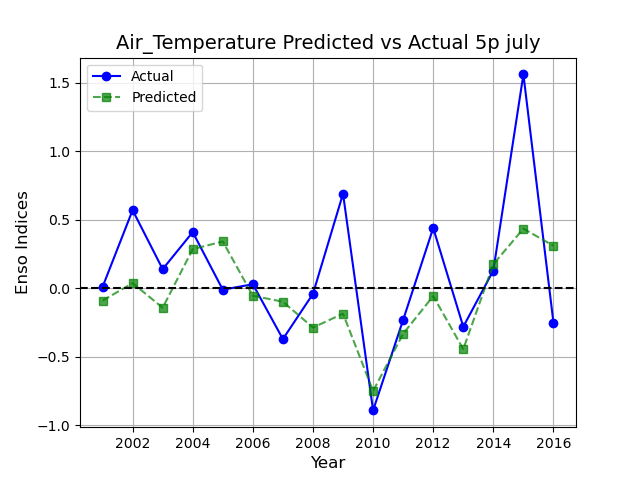 Air_Temperature Predicted vs Actual 5p july
Actual
Predicted
1.5
1.0
0.5
0.0
−0.5
−1.0
Enso Indices
2002 2004 2006 2008 2010 2012 2014 2016
Year